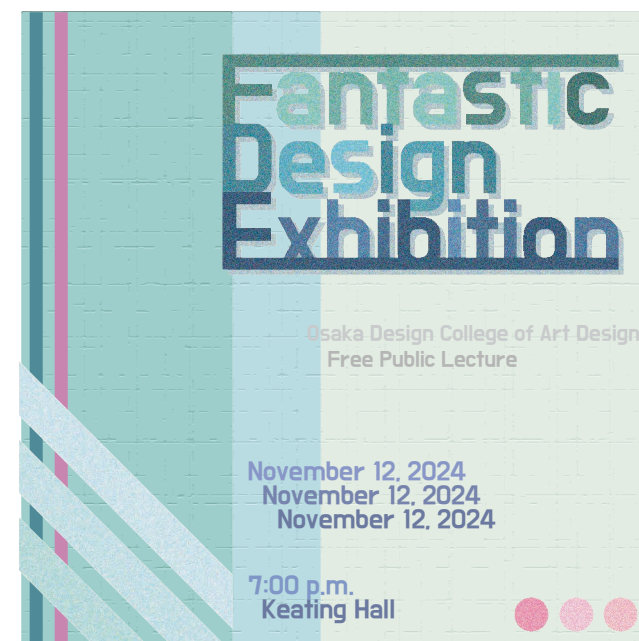 Fantastic
Design
Exhibition
Osaka Design College of Art Design
Free Public Lecture
November 12, 2024
November 12, 2024
November 12, 2024
7:00 p.m.
Keating Hall